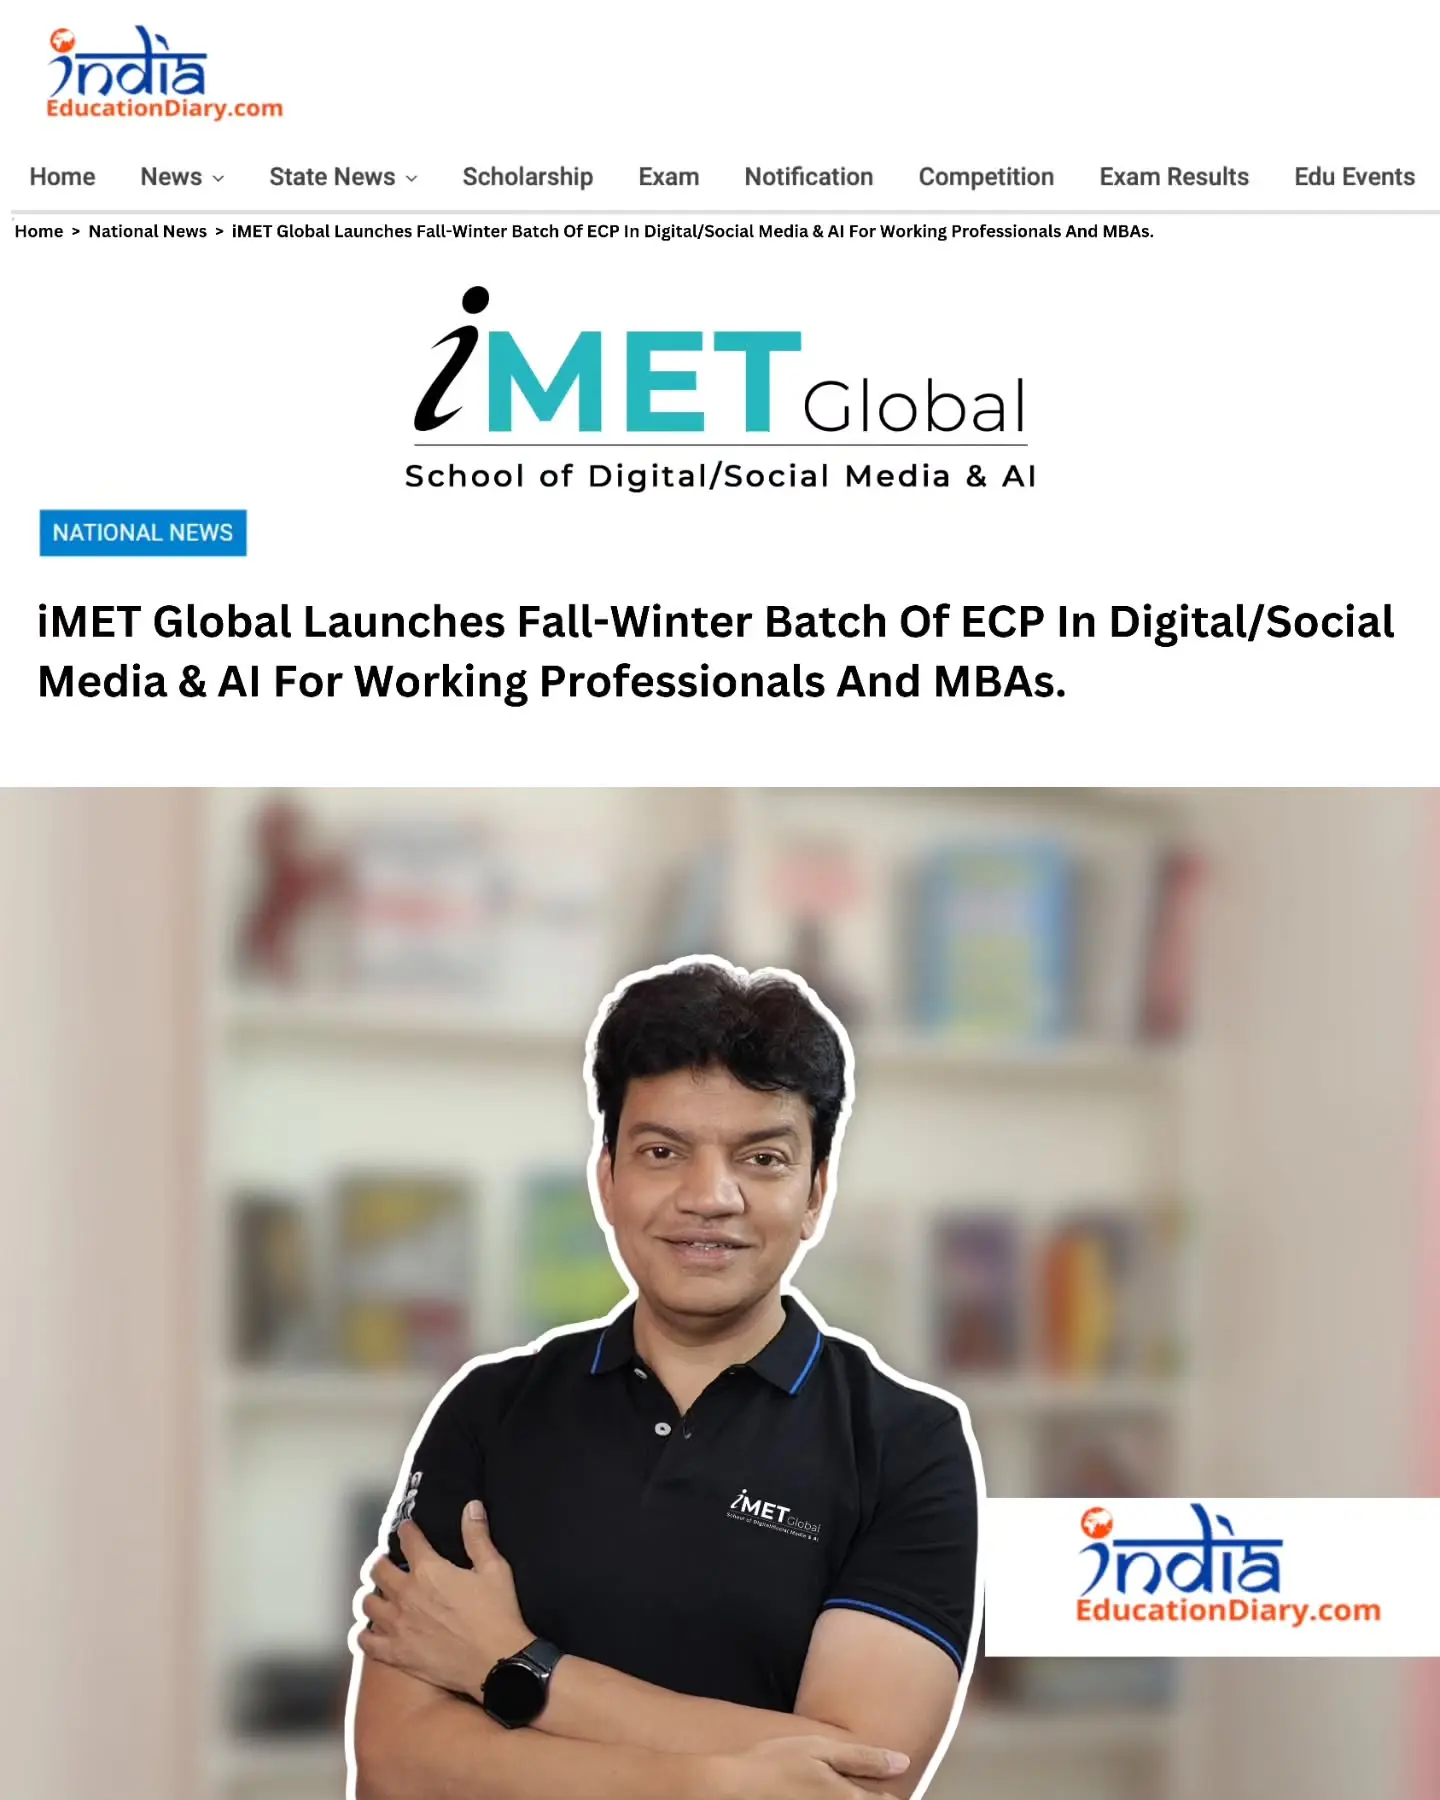 india
EducationDiary.com
Home News State News Scholarship Exam Notification Competition Exam Results Edu Events
Home > National News > iMET Global Launches Fall-Winter Batch Of ECP In Digital/Social Media & AI For Working Professionals And MBAs.
iMET Global
School of Digital/Social Media & AI
NATIONAL NEWS
iMET Global Launches Fall-Winter Batch Of ECP In Digital/Social
Media & AI For Working Professionals And MBAs.
iMET Global
School of Digital/Social Media & AI
india
EducationDiary.com